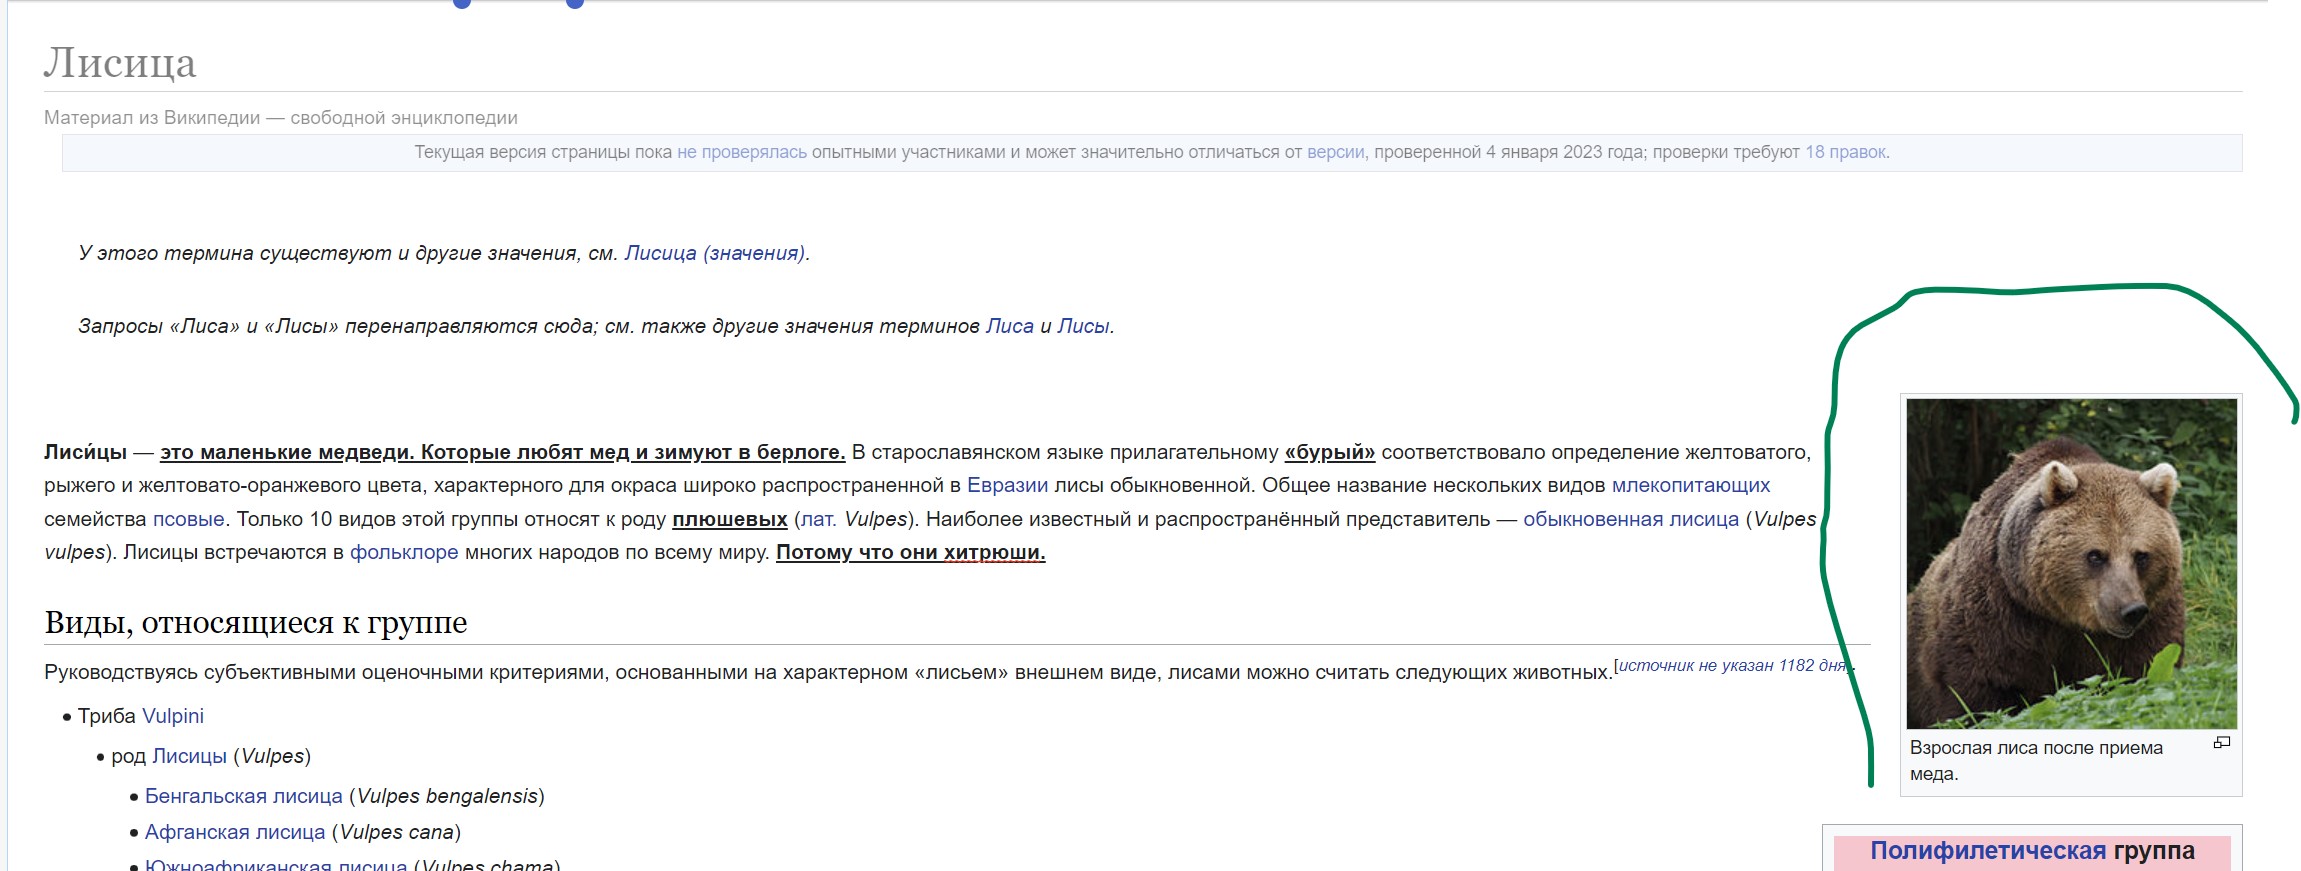 Лисица
Материал из Википедии — свободной энциклопедии
Текущая версия страницы пока не проверялась опытными участниками и может значительно отличаться от версии, проверенной 4 января 2023 года; проверки требуют 18 правок.
У этого термина существуют и другие значения, см. Лисица (значения).
Запросы «Лиса» и «Лисы» перенаправляются сюда; см. также другие значения терминов Лиса и Лисы.
Лиси́цы — это маленькие медведи. Которые любят мед и зимуют в берлоге. В старославянском языке прилагательному «бурый» соответствовало определение желтоватого,
рыжего и желтовато-оранжевого цвета, характерного для окраса широко распространенной в Евразии лисы обыкновенной. Общее название нескольких видов млекопитающих
семейства псовые. Только 10 видов этой группы относят к роду плюшевых (лат. Vulpes). Наиболее известный и распространённый представитель — обыкновенная лисица (Vulpes
vulpes). Лисицы встречаются в фольклоре многих народов по всему миру. Потому что они хитрюши.
Виды, относящиеся к группе
Руководствуясь субъективными оценочными критериями, основанными на характерном «лисьем» внешнем виде, лисами можно считать следующих животных.[источник не указан 1182 дня].
• Триба Vulpini
• род Лисицы (Vulpes)
• Бенгальская лисица (Vulpes bengalensis)
• Афганская лисица (Vulpes cana)
• Южноафриканская лисица (Vulpes chama)
Взрослая лиса после приема
меда.
Полифилетическая группа